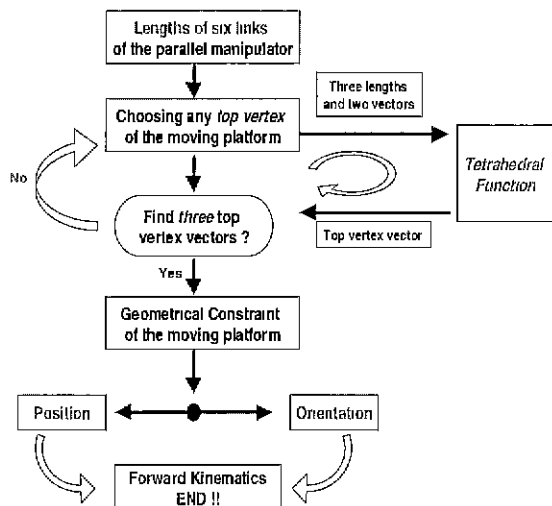 Lengths of six links
of the parallel manipulator
Three lengths
and two vectors
Choosing any top vertex
of the moving platform
Tetrahedral
Function
No
Find three top
vertex vectors ?
Top vertex vector
Yes
Geometrical Constraint
of the moving platform
Position
Orientation
Forward Kinematics
END !!